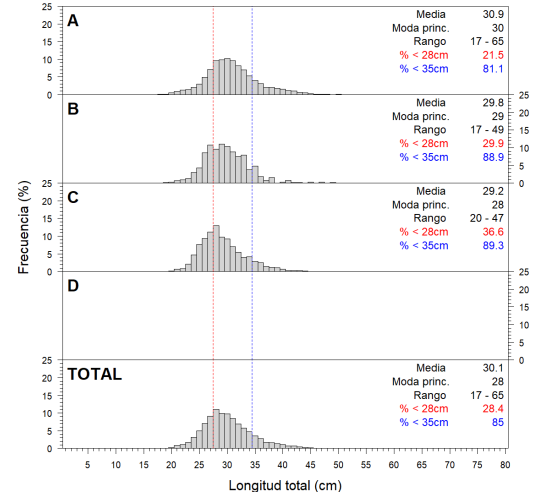 25
20
15
10
5
0
A
Media 30.9
Moda princ. 30
Rango 17 - 65
% < 28cm 21.5
% < 35cm 81.1
B
Media 29.8
Moda princ. 29
Rango 17 - 49
% < 28cm 29.9
% < 35cm 88.9
25
20
15
10
5
0
25
20
15
10
5
0
C
Media 29.2
Moda princ. 28
Rango 20 - 47
% < 28cm 36.6
% < 35cm 89.3
D
25
20
15
10
5
0
25
20
15
10
5
0
TOTAL
Media 30.1
Moda princ. 28
Rango 17 - 65
% < 28cm 28.4
% < 35cm 85
Frecuencia (%)
5 10 15 20 25 30 35 40 45 50 55 60 65 70 75 80
Longitud total (cm)